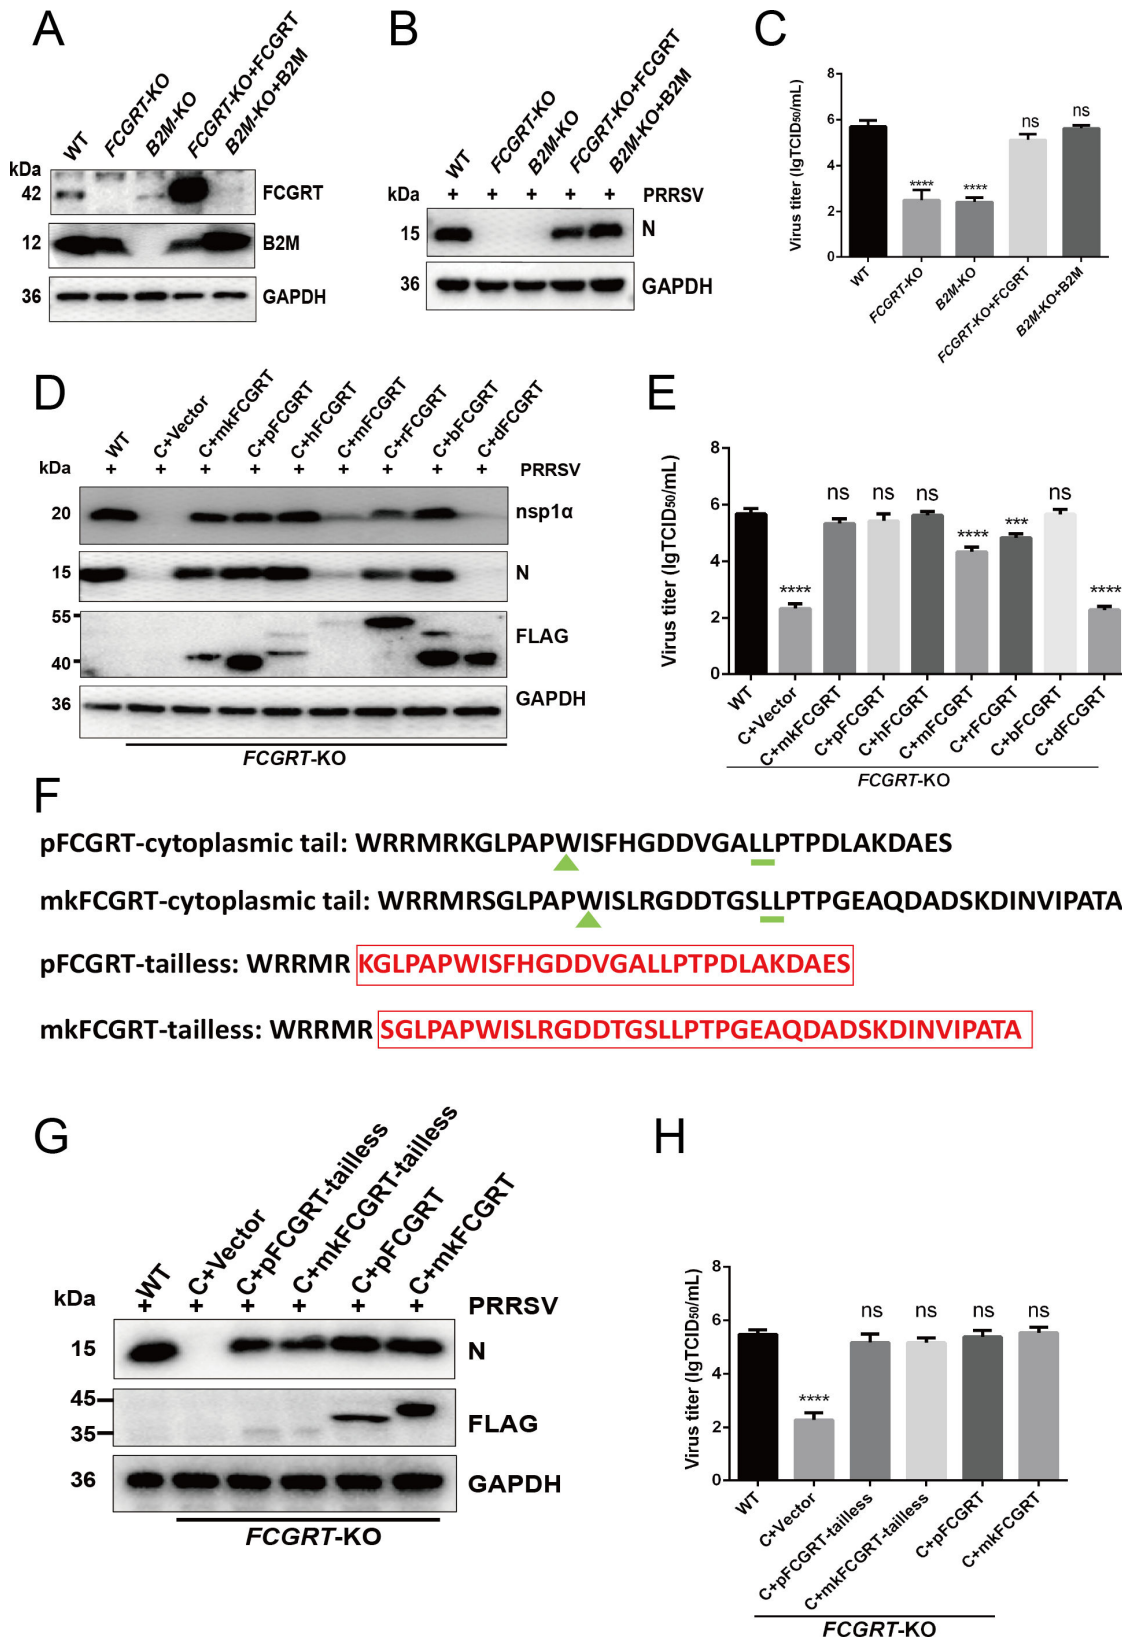 A
WT
FCGRT-KO
B2M-KO
FCGRT-KO+FCGRT
B2M-KO+B2M
kDa
42
FCGRT
12
B2M
36
GAPDH
B
WT
FCGRT-KO
B2M-KO
FCGRT-KO+FCGRT
B2M-KO+B2M
kDa + + + + + PRRSV
15
N
36
GAPDH
C
Virus titer (lgTCID50/mL)
8
6
4
2
0
**** **** ns ns
WT
FCGRT-KO
B2M-KO
FCGRT-KO+FCGRT
B2M-KO+B2M
D
WT
C+Vector
C+mkFCGRT
C+pFCGRT
C+hFCGRT
C+mFCGRT
C+rFCGRT
C+bFCGRT
C+dFCGRT
kDa + + + + + + + + + PRRSV
20
nsp1α
15
N
55
40
FLAG
36
GAPDH
FCGRT-KO
E
Virus titer (lgTCID50/mL)
8
6
4
2
0
**** ns ns ns **** *** ns ****
WT
C+Vector
C+mkFCGRT
C+pFCGRT
C+hFCGRT
C+mFCGRT
C+rFCGRT
C+bFCGRT
C+dFCGRT
FCGRT-KO
F
pFCGRT-cytoplasmic tail: WRRMRKGLPAPWISFHGDDVGALLPTPDLAKDAES
mkFCGRT-cytoplasmic tail: WRRMRSGLPAPWISLRGDDTGSLLPTPGEAQDADSKDINVIPATA
pFCGRT-tailless: WRRMR KGLPAPWISFHGDDVGALLPTPDLAKDAES
mkFCGRT-tailless: WRRMR SGLPAPWISLRGDDTGSLLPTPGEAQDADSKDINVIPATA
G
WT
C+Vector
C+pFCGRT-tailless
C+mkFCGRT-tailless
C+pFCGRT
C+mkFCGRT
kDa + + + + + + PRRSV
15
N
45
35
FLAG
36
GAPDH
FCGRT-KO
H
Virus titer (lgTCID50/mL)
8
6
4
2
0
**** ns ns ns ns
WT
C+Vector
C+pFCGRT-tailless
C+mkFCGRT-tailless
C+pFCGRT
C+mkFCGRT
FCGRT-KO